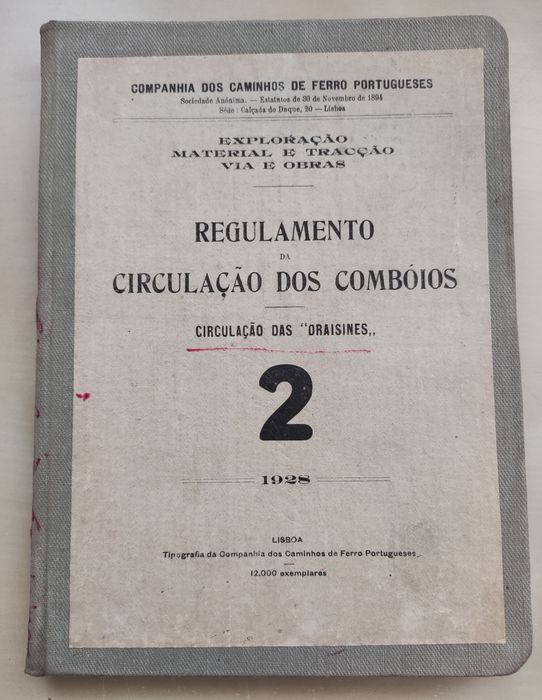 COMPANHIA DOS CAMINHOS DE FERRO PORTUGUESES
Sociedade Anónima. — Estatutos de 30 de Novembro de 1894
Séde: Calçada do Duque, 20 — Lisboa
EXPLORAÇÃO
MATERIAL E TRACÇÃO
VIA E OBRAS
REGULAMENTO
DA
CIRCULAÇÃO DOS COMBÓIOS
CIRCULAÇÃO DAS "DRAISINES„
2
1928
LISBOA
Tipografia da Companhia dos Caminhos de Ferro Portugueses
12.000 exemplares